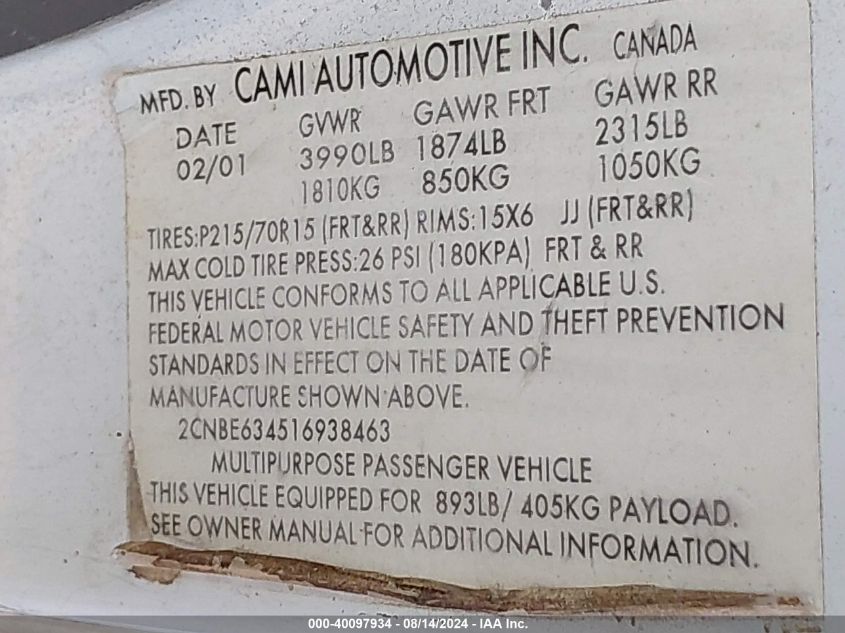 MFD. BY CAMI AUTOMOTIVE INC. CANADA
DATE GVWR GAWR FRT GAWR RR
02/01 3990LB 1874LB 2315LB
1810KG 850KG 1050KG
TIRES:P215/70R15 (FRT&RR) RIMS:15X6 JJ (FRT&RR)
MAX COLD TIRE PRESS:26 PSI (180KPA) FRT & RR
THIS VEHICLE CONFORMS TO ALL APPLICABLE U.S.
FEDERAL MOTOR VEHICLE SAFETY AND THEFT PREVENTION
STANDARDS IN EFFECT ON THE DATE OF
MANUFACTURE SHOWN ABOVE.
2CNBE634516938463
MULTIPURPOSE PASSENGER VEHICLE
THIS VEHICLE EQUIPPED FOR 893LB/ 405KG PAYLOAD.
SEE OWNER MANUAL FOR ADDITIONAL INFORMATION.
000-40097934 - 08/14/2024 - IAA Inc.